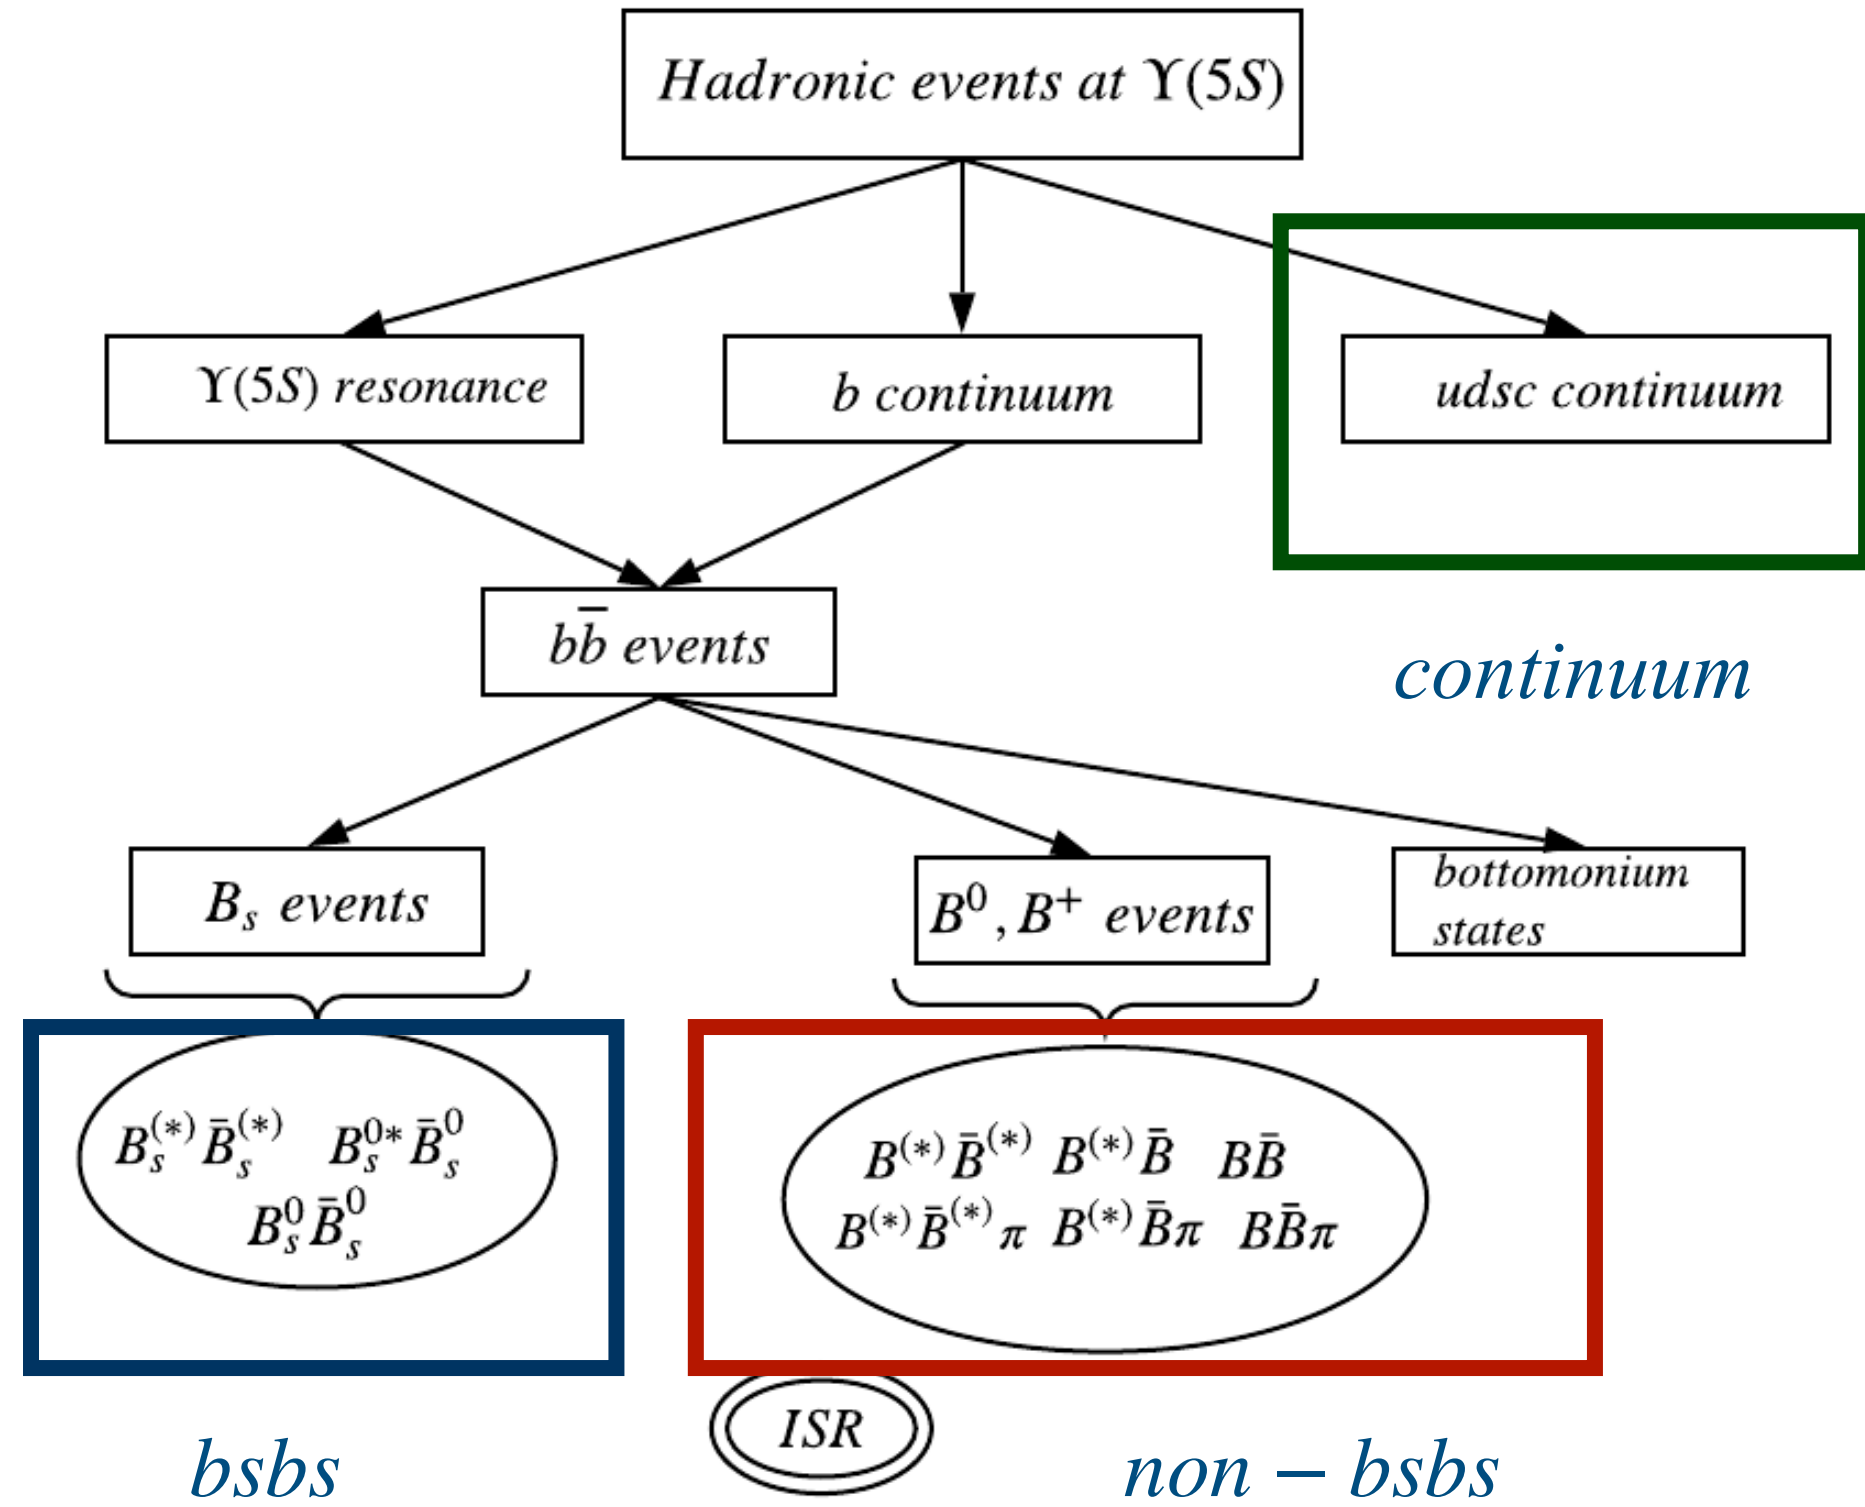 Hadronic events at ϒ(5S)
ϒ(5S) resonance
b continuum
udsc continuum
bb̅ events
continuum
B_s events
B⁰, B⁺ events
bottomonium
states
B_s^(*) B̄_s^(*) B_s^0* B̄_s^0
B_s^0 B̄_s^0
B^(*) B̄^(*) B^(*) B̄ BB̄
B^(*) B̄^(*) π B^(*) B̄π BB̄π
ISR
bsbs
non − bsbs